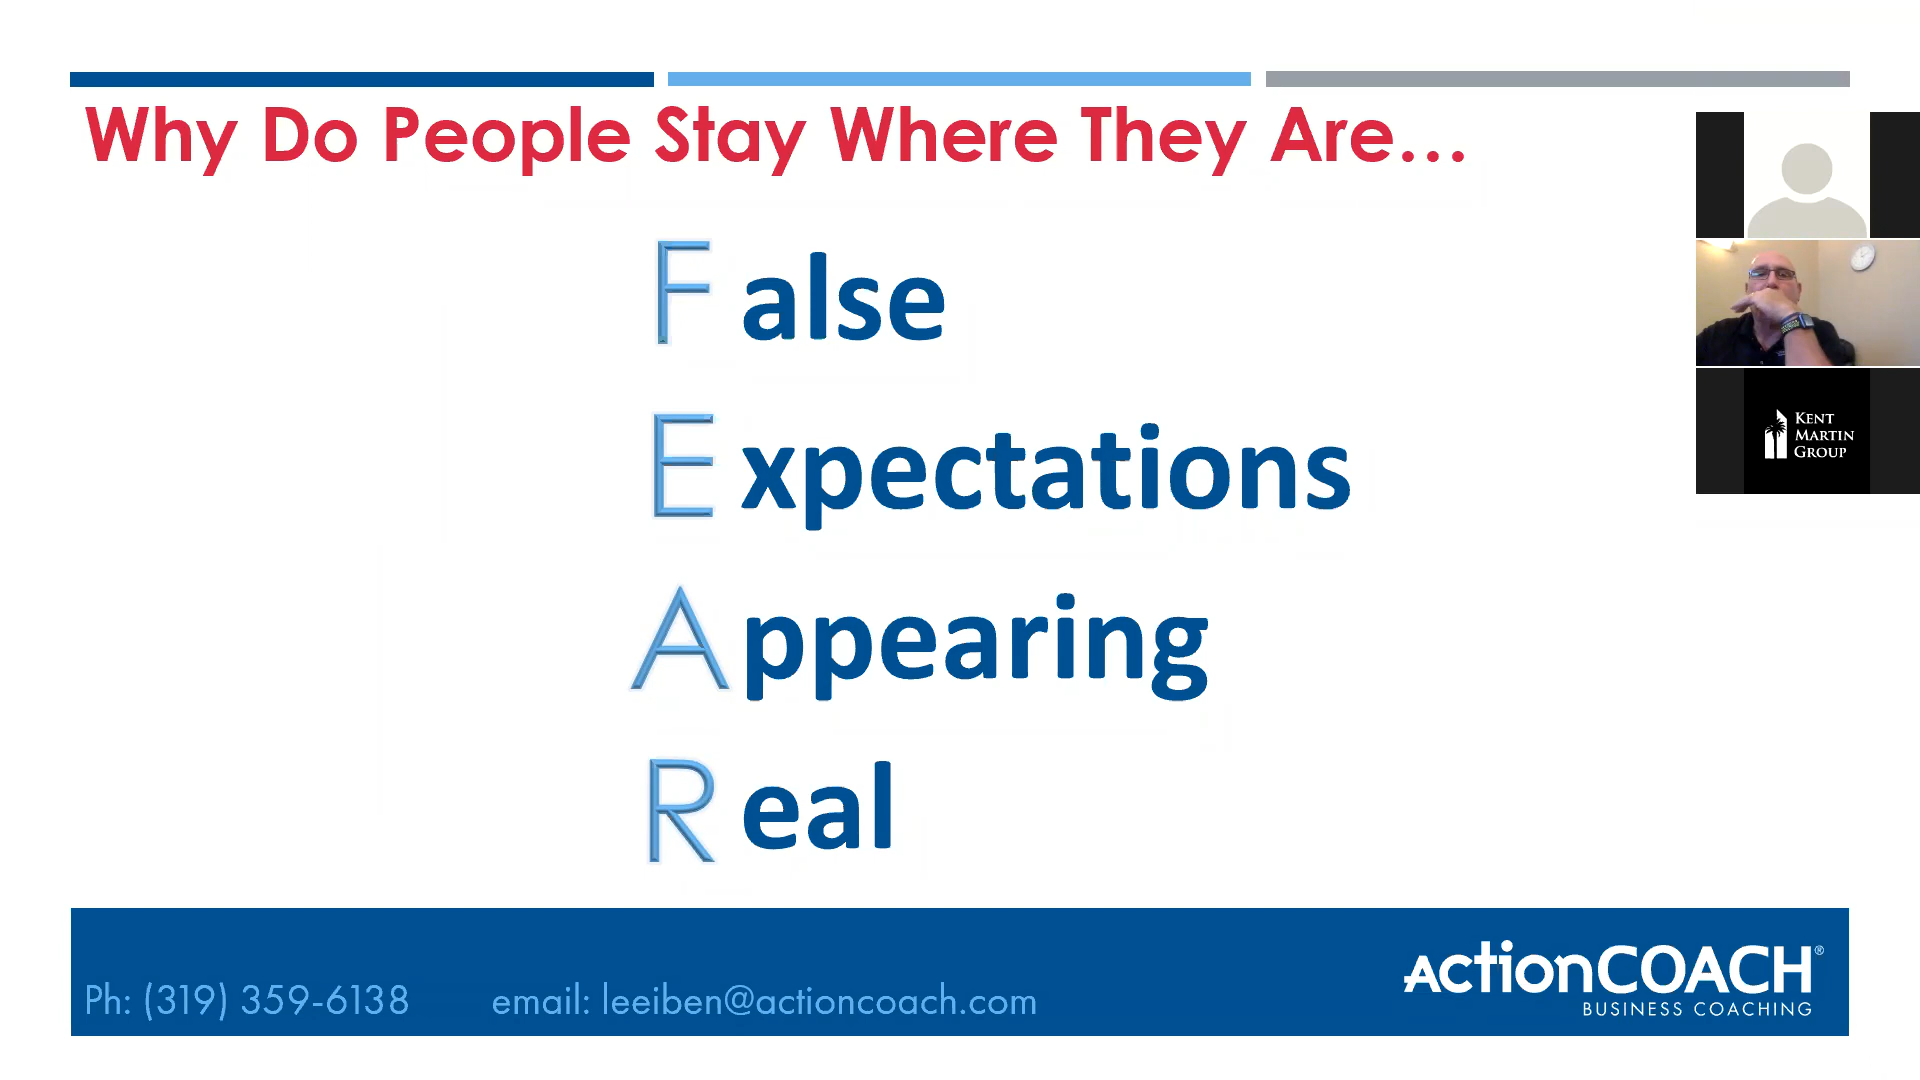 Why Do People Stay Where They Are...
False
Expectations
Appearing
Real
KENT
MARTIN
GROUP
Ph: (319) 359-6138 email: leeiben@actioncoach.com
ActionCOACH®
BUSINESS COACHING